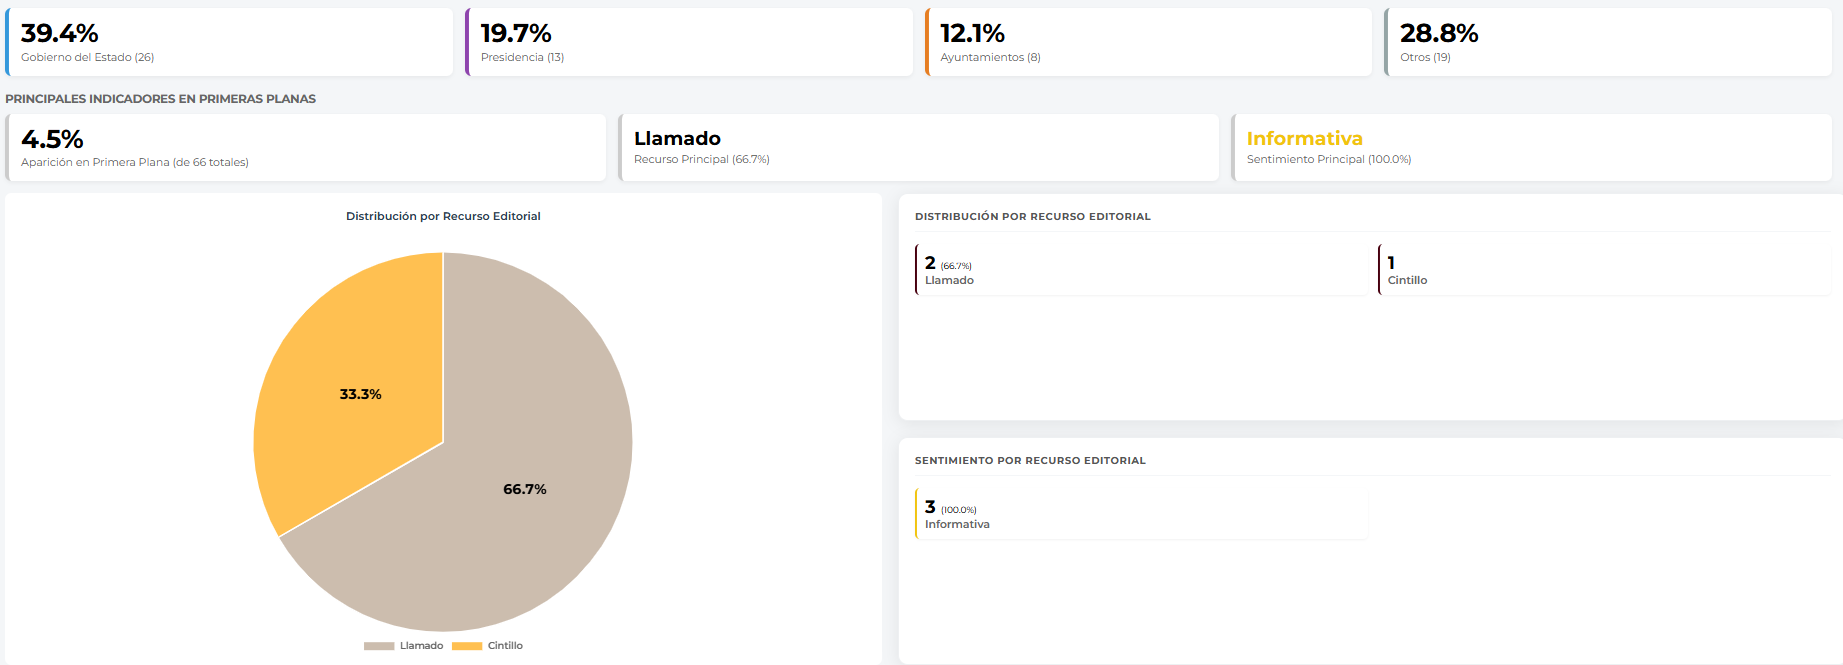 39.4%
Gobierno del Estado (26)
19.7%
Presidencia (13)
12.1%
Ayuntamientos (8)
28.8%
Otros (19)
PRINCIPALES INDICADORES EN PRIMERAS PLANAS
4.5%
Aparición en Primera Plana (de 66 totales)
Llamado
Recurso Principal (66.7%)
Informativa
Sentimiento Principal (100.0%)
Distribución por Recurso Editorial
33.3%
66.7%
Llamado
Cintillo
DISTRIBUCIÓN POR RECURSO EDITORIAL
2 (66.7%)
Llamado
1
Cintillo
SENTIMIENTO POR RECURSO EDITORIAL
3 (100.0%)
Informativa